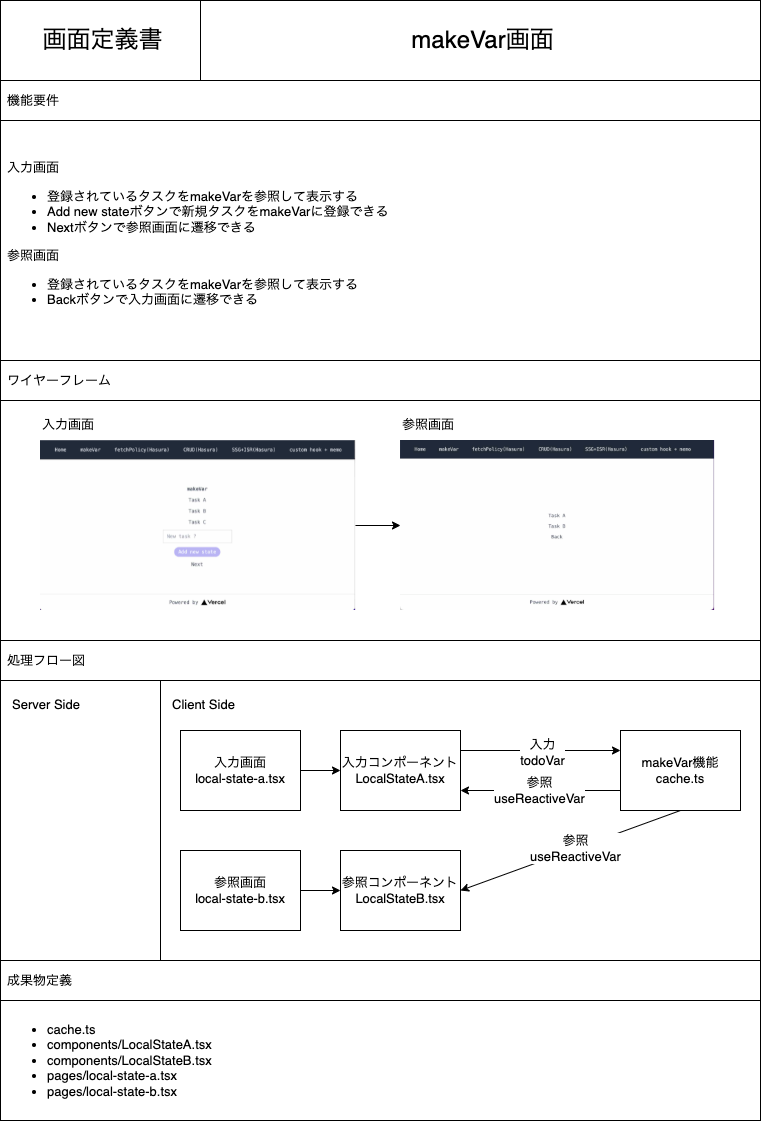 画面定義書
makeVar画面
機能要件
入力画面
登録されているタスクをmakeVarを参照して表示する
Add new stateボタンで新規タスクをmakeVarに登録できる
Nextボタンで参照画面に遷移できる
参照画面
登録されているタスクをmakeVarを参照して表示する
Backボタンで入力画面に遷移できる
ワイヤーフレーム
入力画面
Home makeVar fetchPolicy(Hasura) CRUD(Hasura) SSG+ISR(Hasura) custom hook + memo
makeVar
Task A
Task B
Task C
New task ?
Add new state
Next
Powered by Vercel
参照画面
Home makeVar fetchPolicy(Hasura) CRUD(Hasura) SSG+ISR(Hasura) custom hook + memo
Task A
Task B
Back
Powered by Vercel
処理フロー図
Server Side
Client Side
入力画面
local-state-a.tsx
入力コンポーネント
LocalStateA.tsx
入力
todoVar
参照
useReactiveVar
makeVar機能
cache.ts
参照
useReactiveVar
参照画面
local-state-b.tsx
参照コンポーネント
LocalStateB.tsx
成果物定義
cache.ts
components/LocalStateA.tsx
components/LocalStateB.tsx
pages/local-state-a.tsx
pages/local-state-b.tsx